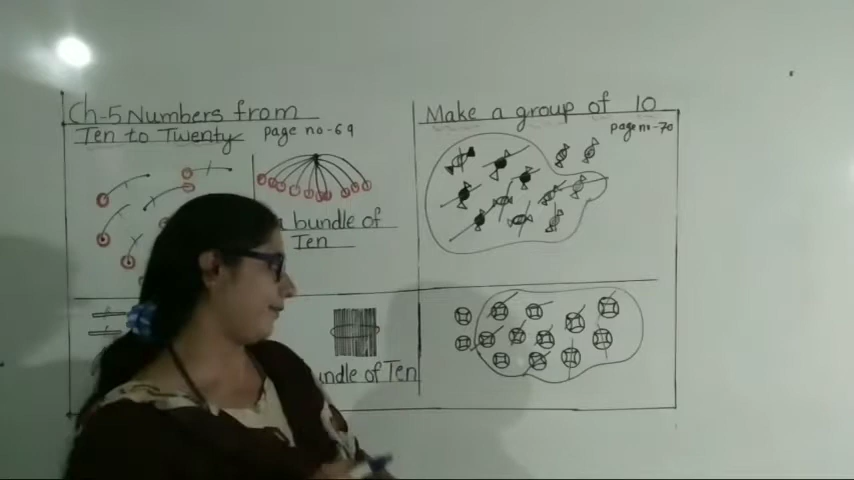 Ch-5 Numbers from
Ten to Twenty page no-69
bundle of
Ten
ndle of Ten
Make a group of 10
page no-70